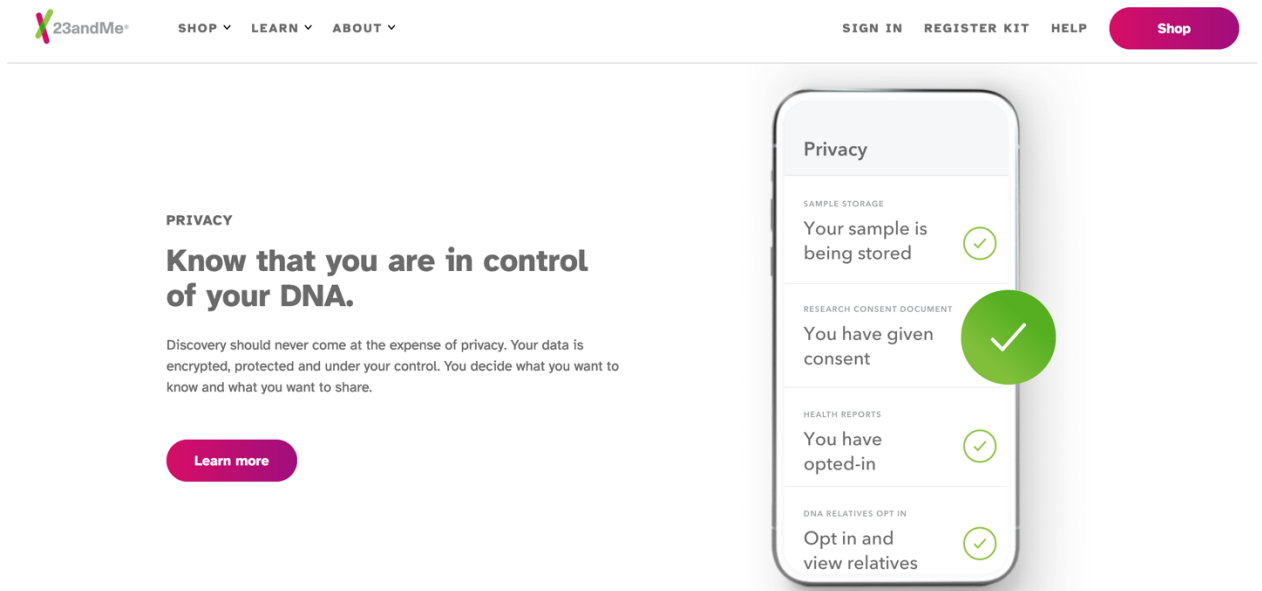 23andMe®
SHOP
LEARN
ABOUT
SIGN IN
REGISTER KIT
HELP
Shop
PRIVACY
Know that you are in control
of your DNA.
Discovery should never come at the expense of privacy. Your data is
encrypted, protected and under your control. You decide what you want to
know and what you want to share.
Learn more
Privacy
SAMPLE STORAGE
Your sample is
being stored
RESEARCH CONSENT DOCUMENT
You have given
consent
HEALTH REPORTS
You have
opted-in
DNA RELATIVES OPT IN
Opt in and
view relatives